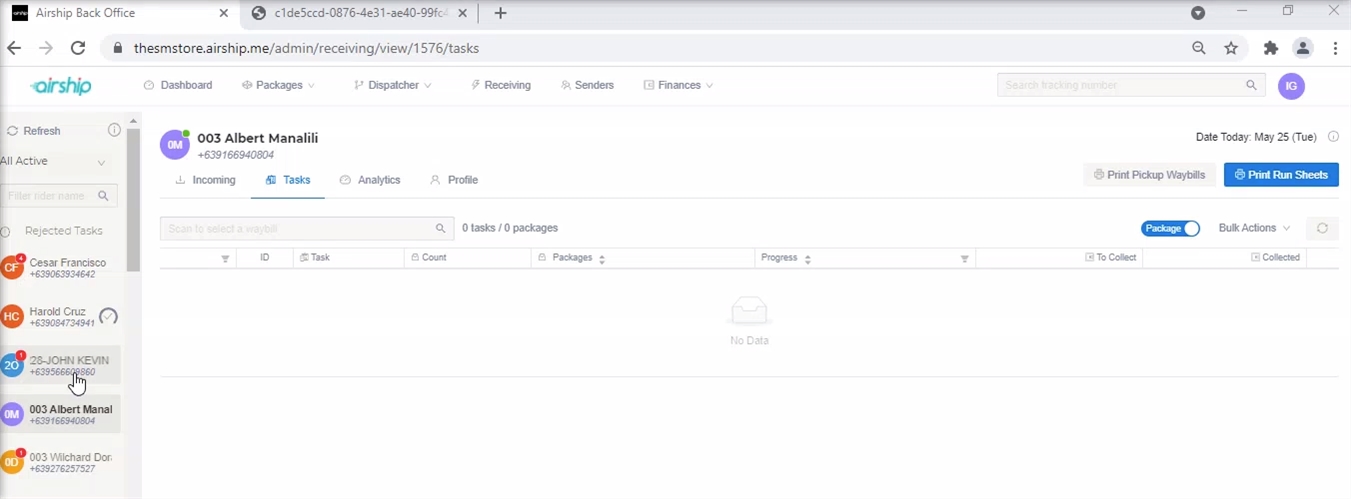 Airship Back Office
c1de5ccd-0876-4e31-ae40-99fc4
thesmstore.airship.me/admin/receiving/view/1576/tasks
airship
Dashboard
Packages
Dispatcher
Receiving
Senders
Finances
Search tracking number
IG
Refresh
All Active
Filter rider name
Rejected Tasks
CF
4
Cesar Francisco
+639063934642
HC
Harold Cruz
+639084734941
2O
1
28-JOHN KEVIN
+639566609860
0M
003 Albert Manal
+639166940804
0D
1
003 Wilchard Dor
+639276257527
0M
003 Albert Manalili
+639166940804
Date Today: May 25 (Tue)
Incoming
Tasks
Analytics
Profile
Print Pickup Waybills
Print Run Sheets
Scan to select a waybill
0 tasks / 0 packages
Package
Bulk Actions
ID
Task
Count
Packages
Progress
To Collect
Collected
No Data